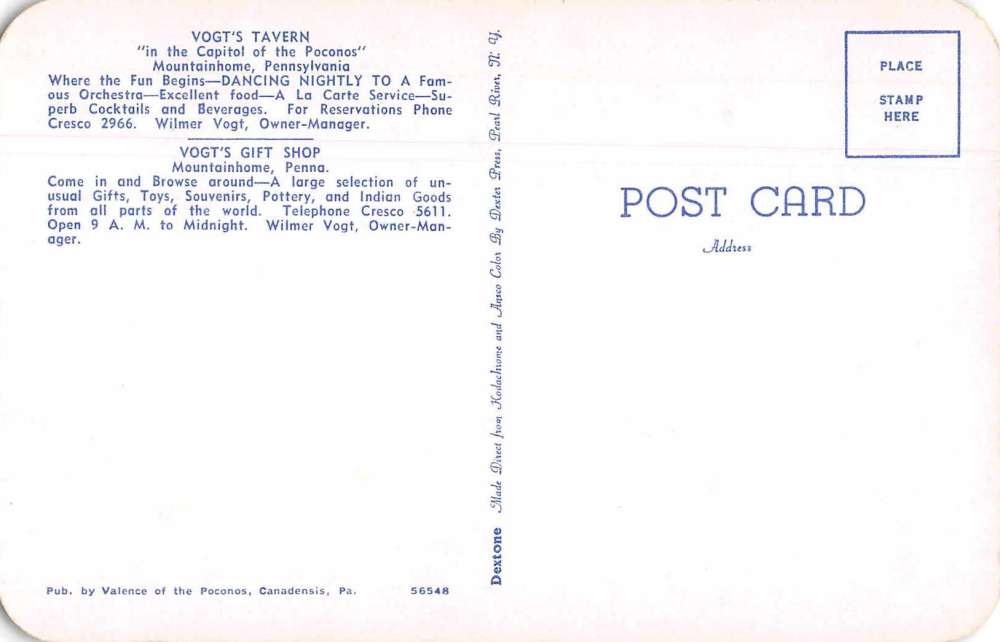 VOGT'S TAVERN
"in the Capitol of the Poconos"
Mountainhome, Pennsylvania
Where the Fun Begins—DANCING NIGHTLY TO A Fam-
ous Orchestra—Excellent food—A La Carte Service—Su-
perb Cocktails and Beverages. For Reservations Phone
Cresco 2966. Wilmer Vogt, Owner-Manager.
VOGT'S GIFT SHOP
Mountainhome, Penna.
Come in and Browse around—A large selection of un-
usual Gifts, Toys, Souvenirs, Pottery, and Indian Goods
from all parts of the world. Telephone Cresco 5611.
Open 9 A. M. to Midnight. Wilmer Vogt, Owner-Man-
ager.
Pub. by Valence of the Poconos, Canadensis, Pa. 56548
Dextone Made Direct from Kodachrome and Ansco Color By Dexter Press, Pearl River, N. Y.
PLACE
STAMP
HERE
POST CARD
Address